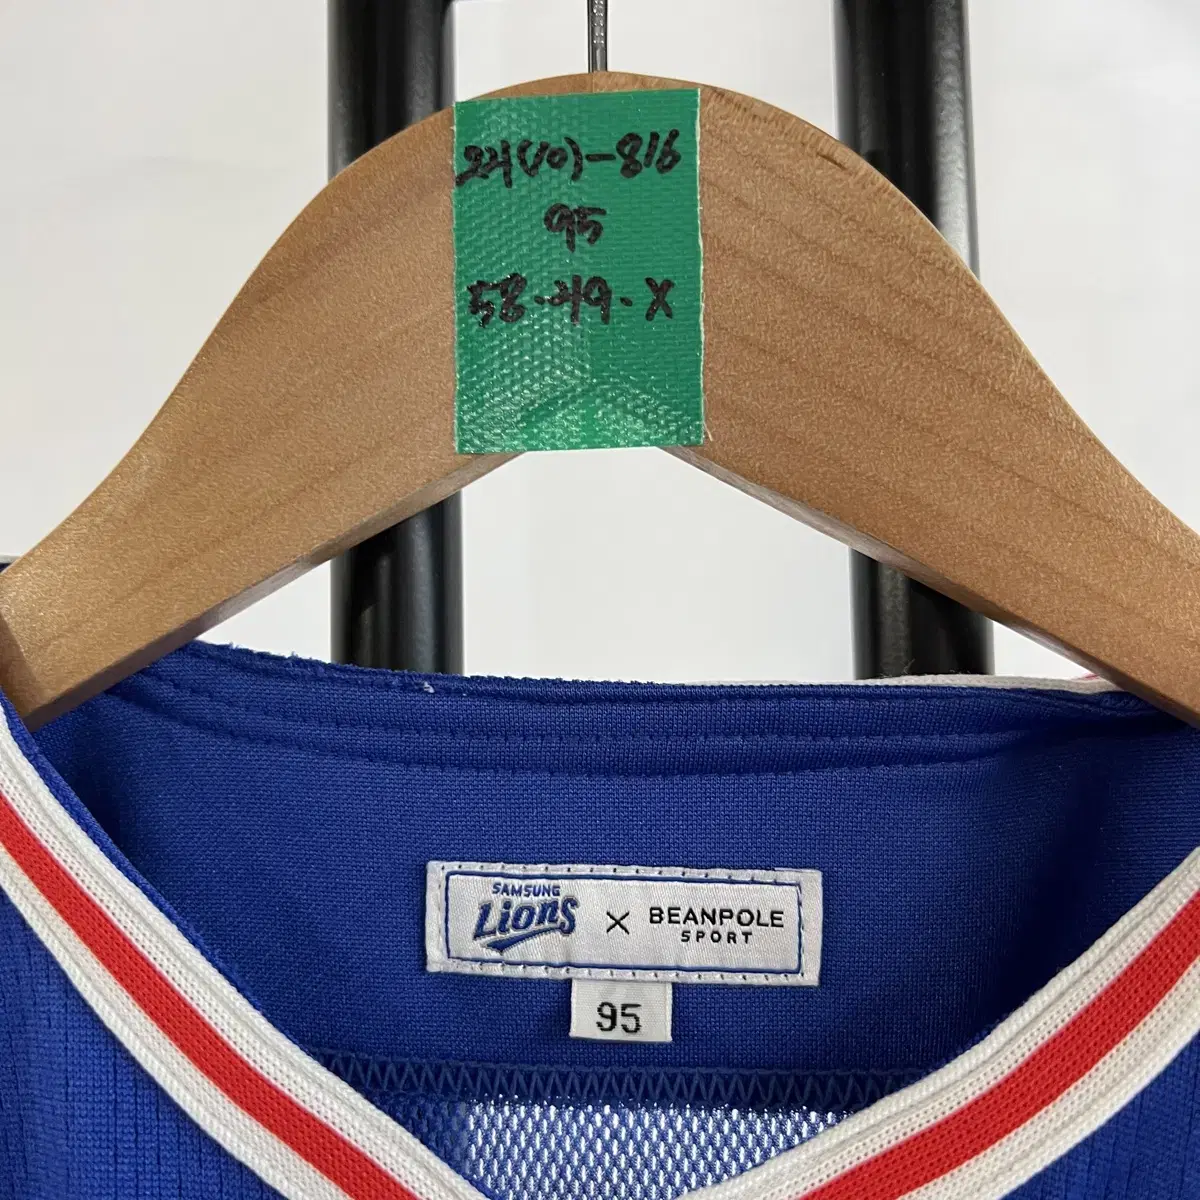 24(10)-816
95
58-49-X
SAMSUNG
Lions X BEANPOLE
SPORT
95